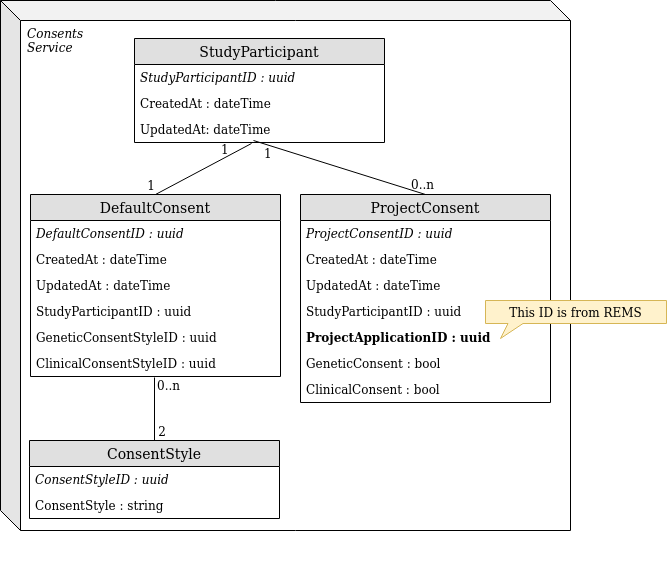 Consents
Service
StudyParticipant
StudyParticipantID : uuid
CreatedAt : dateTime
UpdatedAt: dateTime
1
1
1
0..n
DefaultConsent
DefaultConsentID : uuid
CreatedAt : dateTime
UpdatedAt : dateTime
StudyParticipantID : uuid
GeneticConsentStyleID : uuid
ClinicalConsentStyleID : uuid
ProjectConsent
ProjectConsentID : uuid
CreatedAt : dateTime
UpdatedAt : dateTime
StudyParticipantID : uuid
This ID is from REMS
ProjectApplicationID : uuid
GeneticConsent : bool
ClinicalConsent : bool
0..n
2
ConsentStyle
ConsentStyleID : uuid
ConsentStyle : string